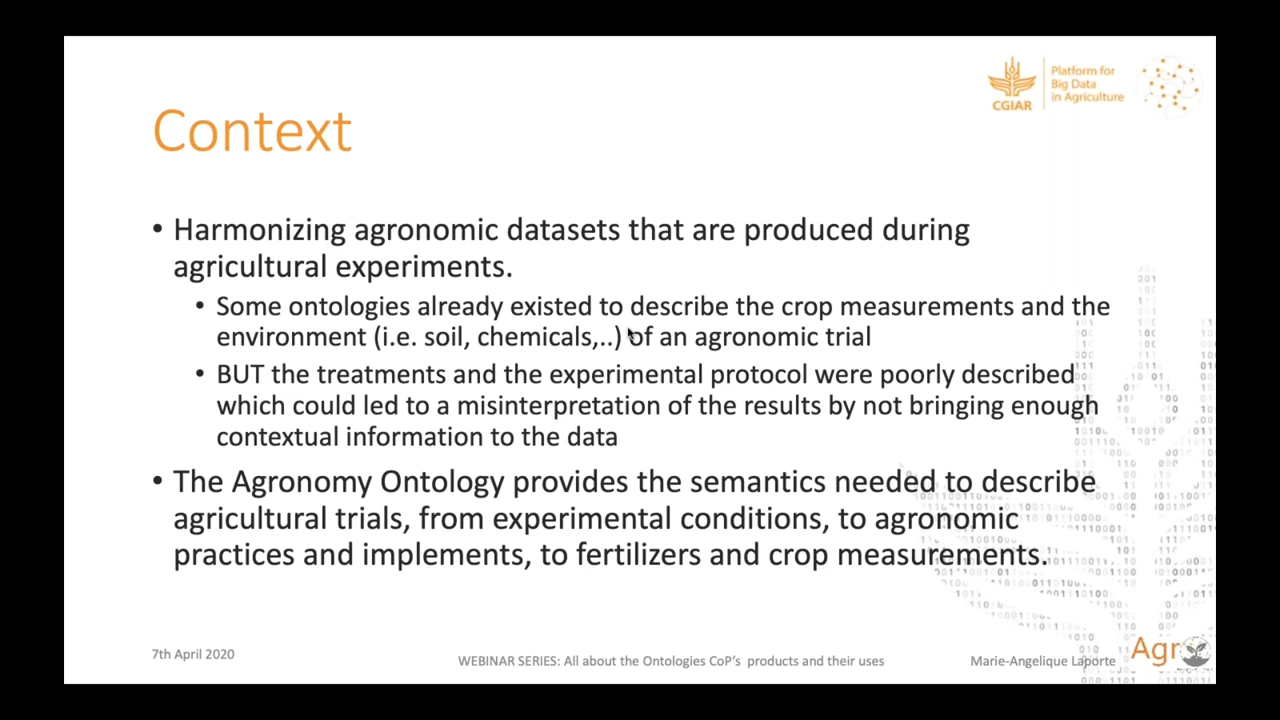 CGIAR
Platform for
Big Data
in Agriculture
Context
• Harmonizing agronomic datasets that are produced during
agricultural experiments.
• Some ontologies already existed to describe the crop measurements and the
environment (i.e. soil, chemicals,..) of an agronomic trial
• BUT the treatments and the experimental protocol were poorly described
which could led to a misinterpretation of the results by not bringing enough
contextual information to the data
• The Agronomy Ontology provides the semantics needed to describe
agricultural trials, from experimental conditions, to agronomic
practices and implements, to fertilizers and crop measurements.
7th April 2020
WEBINAR SERIES: All about the Ontologies CoP’s products and their uses
Marie-Angelique Laporte
Agr